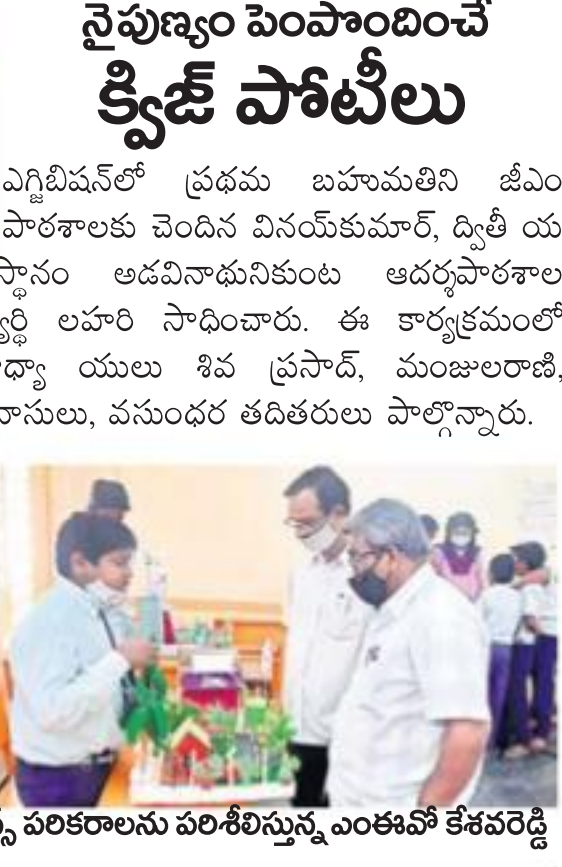 నైపుణ్యం పెంపొందించే
క్విజ్ పోటీలు
ఎగ్జిబిషన్‌లో ప్రథమ బహుమతిని జీఎం
పాఠశాలకు చెందిన వినయ్‌కుమార్, ద్వితీ య
స్థానం అడవినాథునికుంట ఆదర్శపాఠశాల
లహరి సాధించారు. ఈ కార్యక్రమంలో
యులు శివ ప్రసాద్, మంజులరాణి,
వసుంధర తదితరులు పాల్గొన్నారు.
పరికరాలను పరిశీలిస్తున్న ఎంఈవో కేశవరెడ్డి